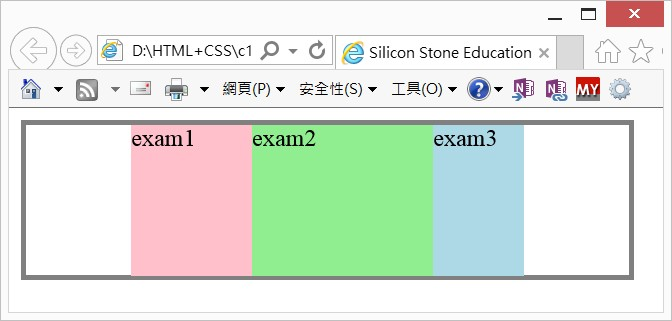 D:\HTML+CSS\c1
Silicon Stone Education
網頁(P)
安全性(S)
工具(O)
N
N
MY
exam1
exam2
exam3